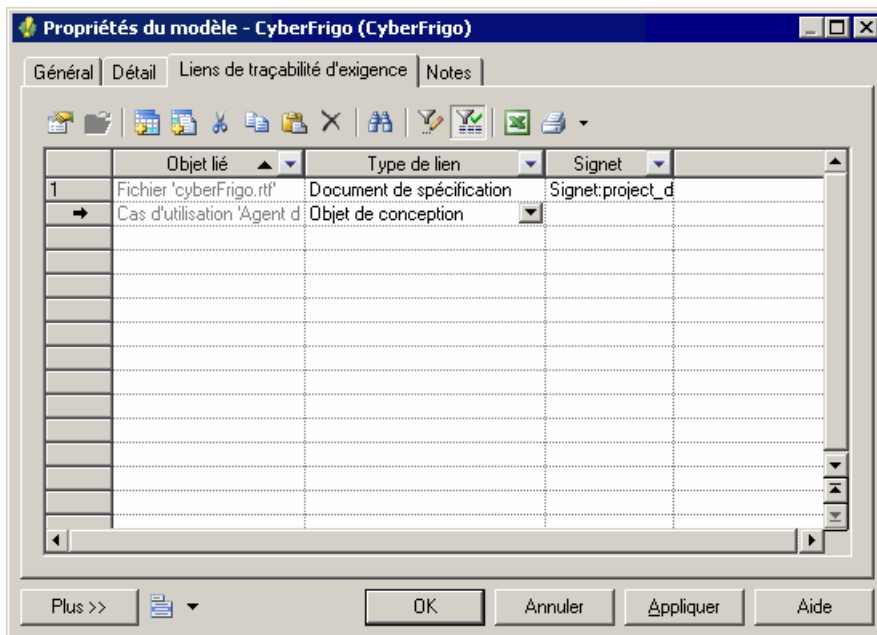 Propriétés du modèle - CyberFrigo (CyberFrigo)
Général Détail Liens de traçabilité d'exigence Notes
Objet lié Type de lien Signet
1 Fichier 'cyberFrigo.rtf' Document de spécification Signet:project_d
Cas d'utilisation 'Agent d Objet de conception
Plus >> OK Annuler Appliquer Aide